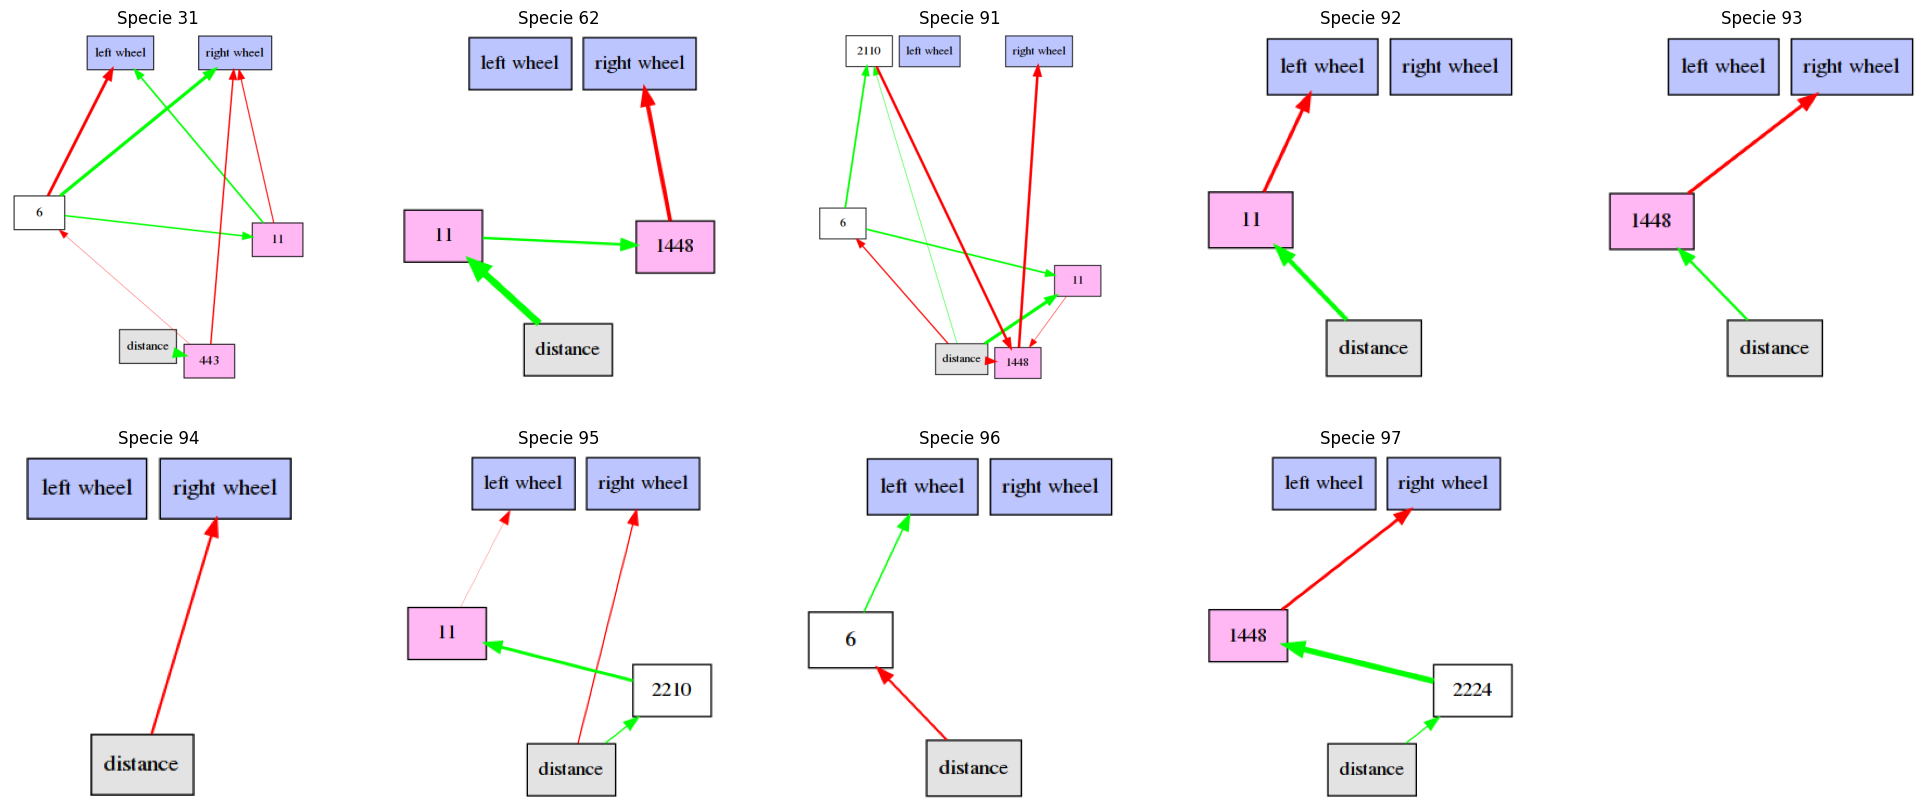 Specie 31
left wheel
right wheel
6
11
distance
443
Specie 62
left wheel
right wheel
11
1448
distance
Specie 91
2110
left wheel
right wheel
6
11
distance
1448
Specie 92
left wheel
right wheel
11
distance
Specie 93
left wheel
right wheel
1448
distance
Specie 94
left wheel
right wheel
distance
Specie 95
left wheel
right wheel
11
2210
distance
Specie 96
left wheel
right wheel
6
distance
Specie 97
left wheel
right wheel
1448
2224
distance